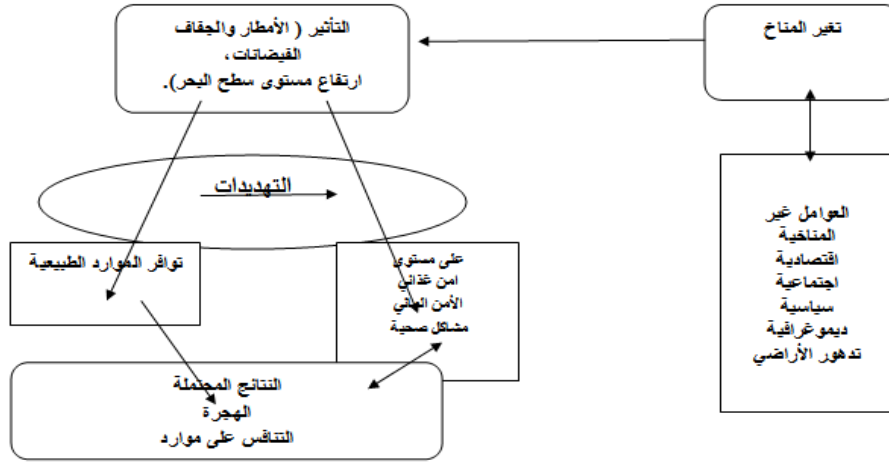 تغير المناخ
التأثير ( الأمطار والجفاف
الفيضانات،
ارتفاع مستوى سطح البحر).
التهديدات
العوامل غير
المناخية
اقتصادية
اجتماعية
سياسية
ديموغرافية
تدهور الأراضي
على مستوى
امن غذائي
الأمن المائي
مشاكل صحية
توافر الموارد الطبيعية
النتائج المحتملة
الهجرة
التنافس على موارد